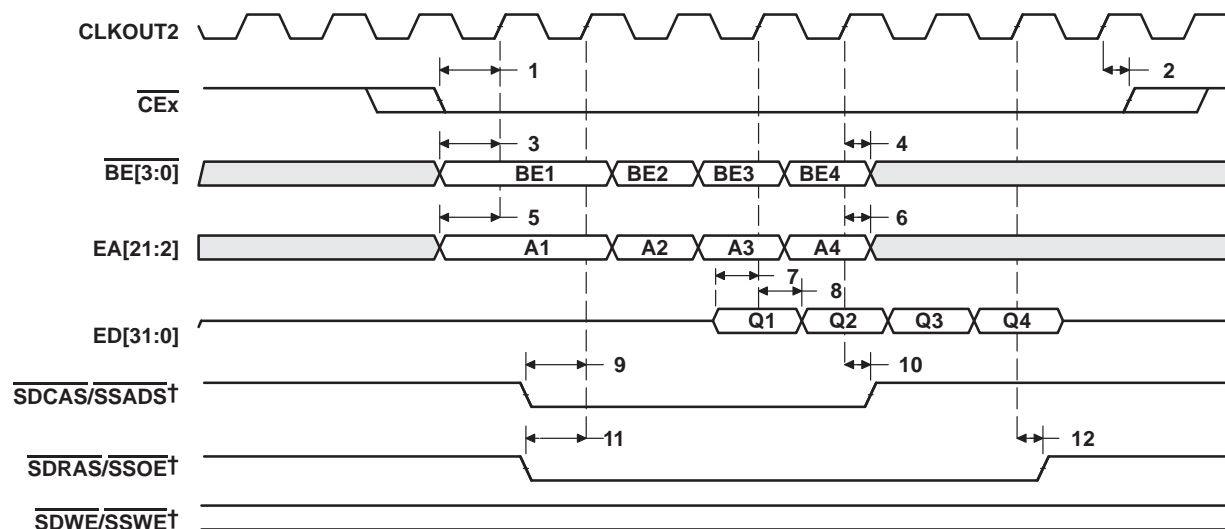 CLKOUT2
1 2
CEx
3 4
BE[3:0] BE1 BE2 BE3 BE4
5 6
EA[21:2] A1 A2 A3 A4
7
8
ED[31:0] Q1 Q2 Q3 Q4
9 10
SDCAS/SSADS†
11 12
SDRAS/SSOE†
SDWE/SSWE†